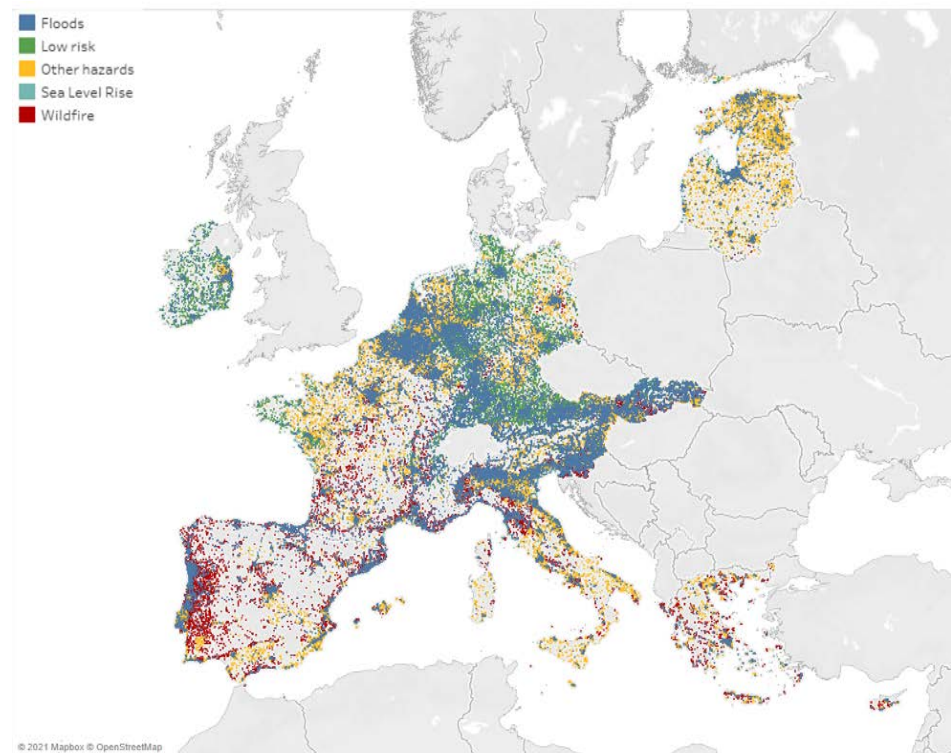 Floods
Low risk
Other hazards
Sea Level Rise
Wildfire
© 2021 Mapbox © OpenStreetMap